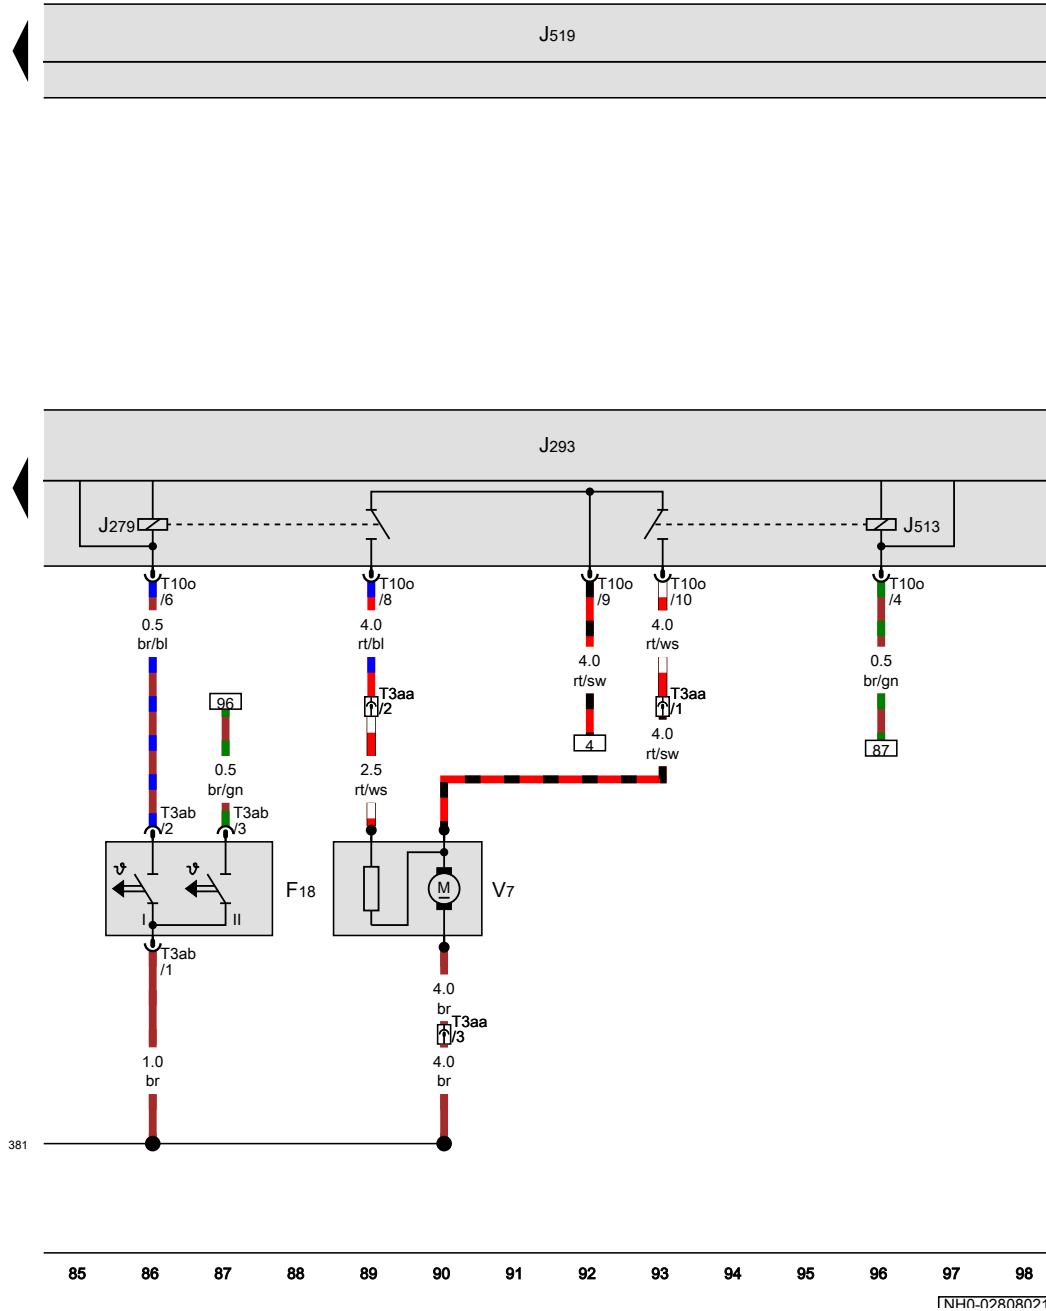 J519
J293
J279
J513
T10o
/6
T10o
/8
T10o
/9
T10o
/10
T10o
/4
0.5
br/bl
4.0
rt/bl
4.0
rt/sw
4.0
rt/ws
0.5
br/gn
96
T3aa
/2
T3aa
/1
4
87
0.5
br/gn
2.5
rt/ws
4.0
rt/sw
T3ab
/2
T3ab
/3
ϑ
ϑ
I
II
F18
M
V7
T3ab
/1
4.0
br
T3aa
/3
1.0
br
4.0
br
381
85 86 87 88 89 90 91 92 93 94 95 96 97 98
NH0-02808021